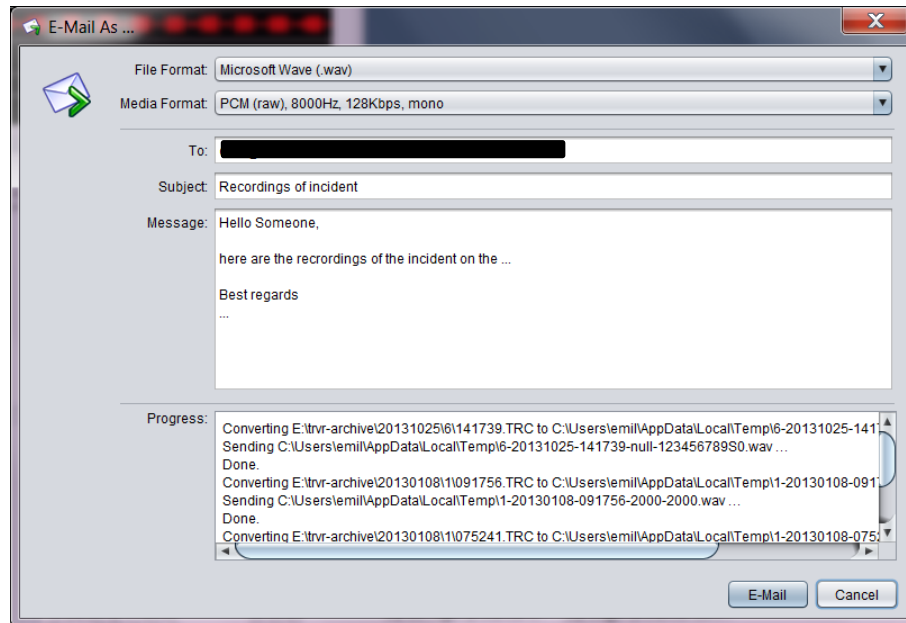 E-Mail As ...
File Format: Microsoft Wave (.wav)
Media Format: PCM (raw), 8000Hz, 128Kbps, mono
To:
Subject: Recordings of incident
Message: Hello Someone,
here are the recrordings of the incident on the ...
Best regards
...
Progress:
Converting E:\trvr-archive\20131025\6\141739.TRC to C:\Users\emil\AppData\Local\Temp\6-20131025-141
Sending C:\Users\emil\AppData\Local\Temp\6-20131025-141739-null-123456789S0.wav ...
Done.
Converting E:\trvr-archive\20130108\1\091756.TRC to C:\Users\emil\AppData\Local\Temp\1-20130108-091
Sending C:\Users\emil\AppData\Local\Temp\1-20130108-091756-2000-2000.wav ...
Done.
Converting E:\trvr-archive\20130108\1\075241.TRC to C:\Users\emil\AppData\Local\Temp\1-20130108-075
E-Mail Cancel